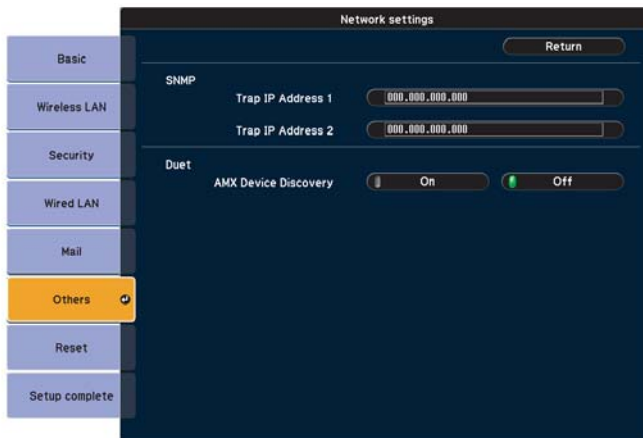 Network settings
Return
Basic
Wireless LAN
Security
Wired LAN
Mail
Others
Reset
Setup complete
SNMP
Trap IP Address 1 000.000.000.000
Trap IP Address 2 000.000.000.000
Duet
AMX Device Discovery On Off